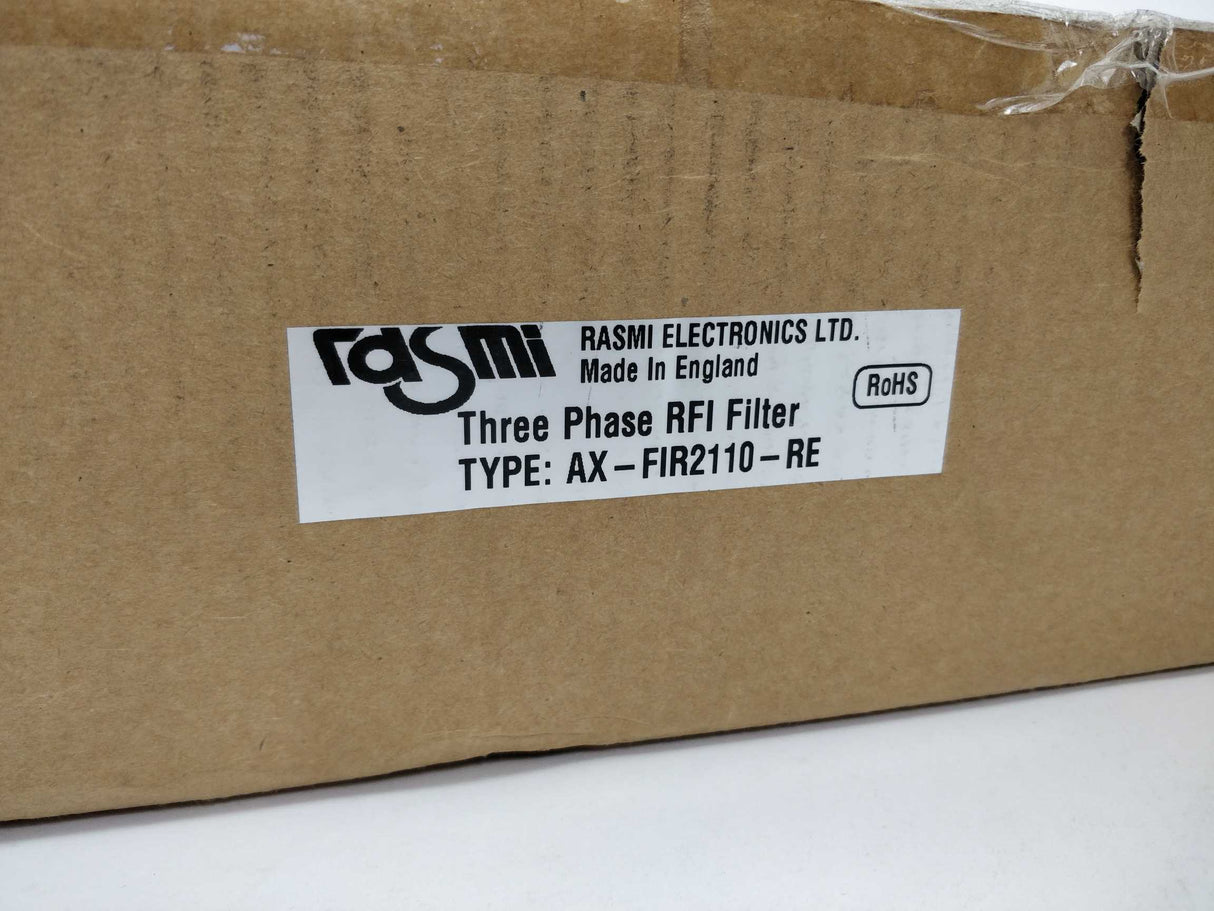 rasmi
RASMI ELECTRONICS LTD.
Made In England
RoHS
Three Phase RFI Filter
TYPE: AX-FIR2110-RE